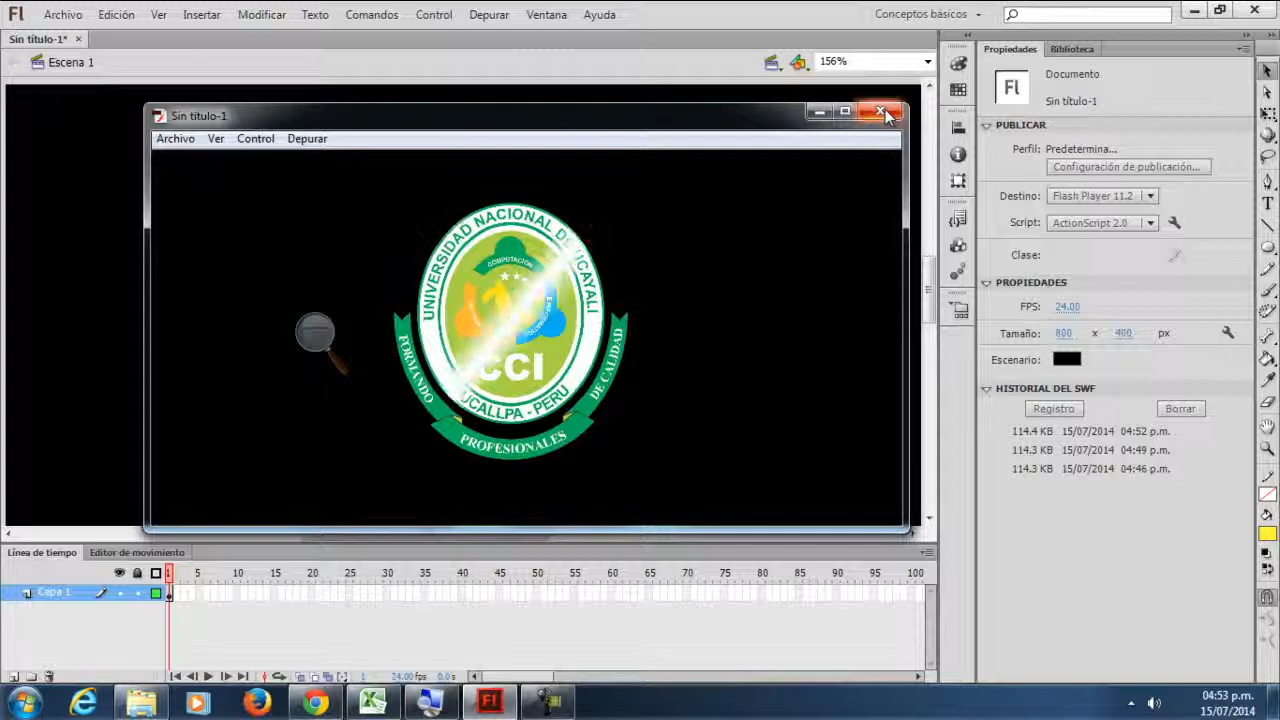 Fl Archivo Edición Ver Insertar Modificar Texto Comandos Control Depurar Ventana Ayuda Conceptos básicos
Sin título-1* ×
Escena 1 156%
Sin título-1
Archivo Ver Control Depurar
UNIVERSIDAD NACIONAL DE UCAYALI
COMPUTACIÓN
CCI
PUCALLPA - PERU
FORMANDO
PROFESIONALES
DE CALIDAD
Propiedades Biblioteca
Fl
Documento
Sin título-1
PUBLICAR
Perfil: Predetermina...
Configuración de publicación...
Destino: Flash Player 11.2
Script: ActionScript 2.0
Clase:
PROPIEDADES
FPS: 24.00
Tamaño: 800 x 400 px
Escenario:
HISTORIAL DEL SWF
Registro Borrar
114.4 KB 15/07/2014 04:52 p.m.
114.3 KB 15/07/2014 04:49 p.m.
114.3 KB 15/07/2014 04:46 p.m.
Línea de tiempo Editor de movimiento
1 5 10 15 20 25 30 35 40 45 50 55 60 65 70 75 80 85 90 95 100
Capa 1
1 24.00 fps 0.0 s
Fl
04:53 p.m.
15/07/2014